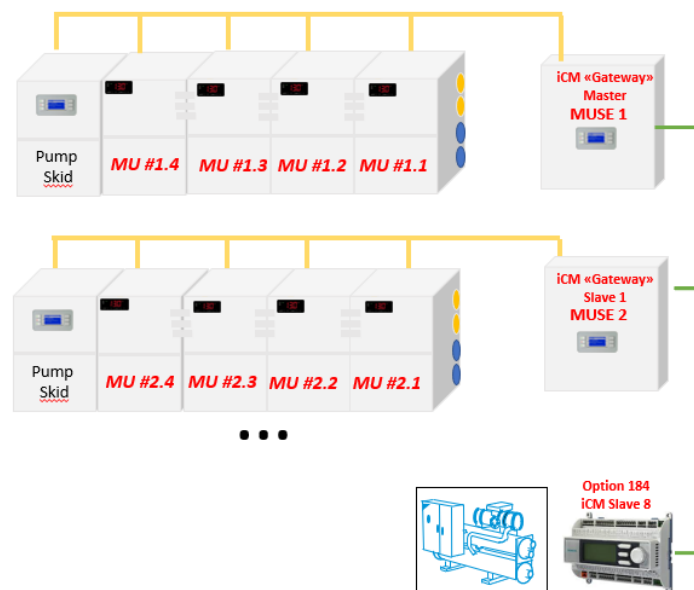 iCM «Gateway»
Master
MUSE 1
Pump
Skid
MU #1.4
MU #1.3
MU #1.2
MU #1.1
iCM «Gateway»
Slave 1
MUSE 2
Pump
Skid
MU #2.4
MU #2.3
MU #2.2
MU #2.1
...
Option 184
iCM Slave 8